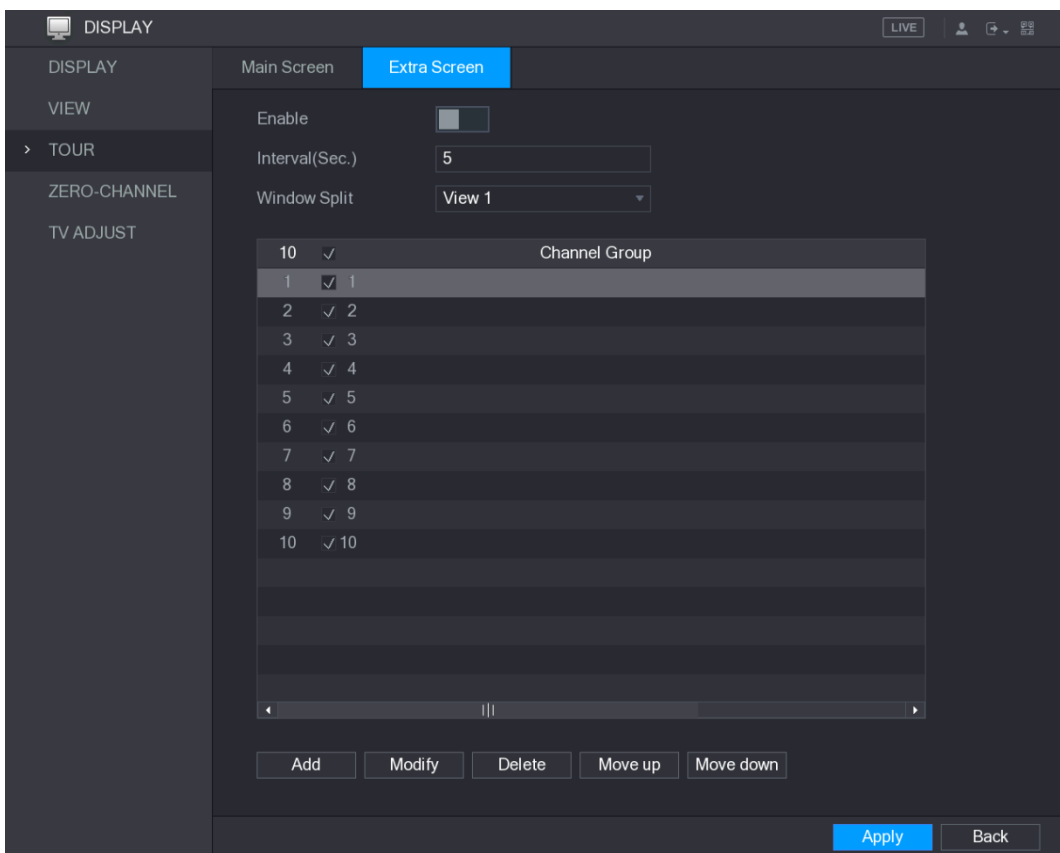 DISPLAY LIVE
DISPLAY
VIEW
TOUR
ZERO-CHANNEL
TV ADJUST
Main Screen Extra Screen
Enable
Interval(Sec.) 5
Window Split View 1
10 Channel Group
1 1
2 2
3 3
4 4
5 5
6 6
7 7
8 8
9 9
10 10
Add Modify Delete Move up Move down
Apply Back